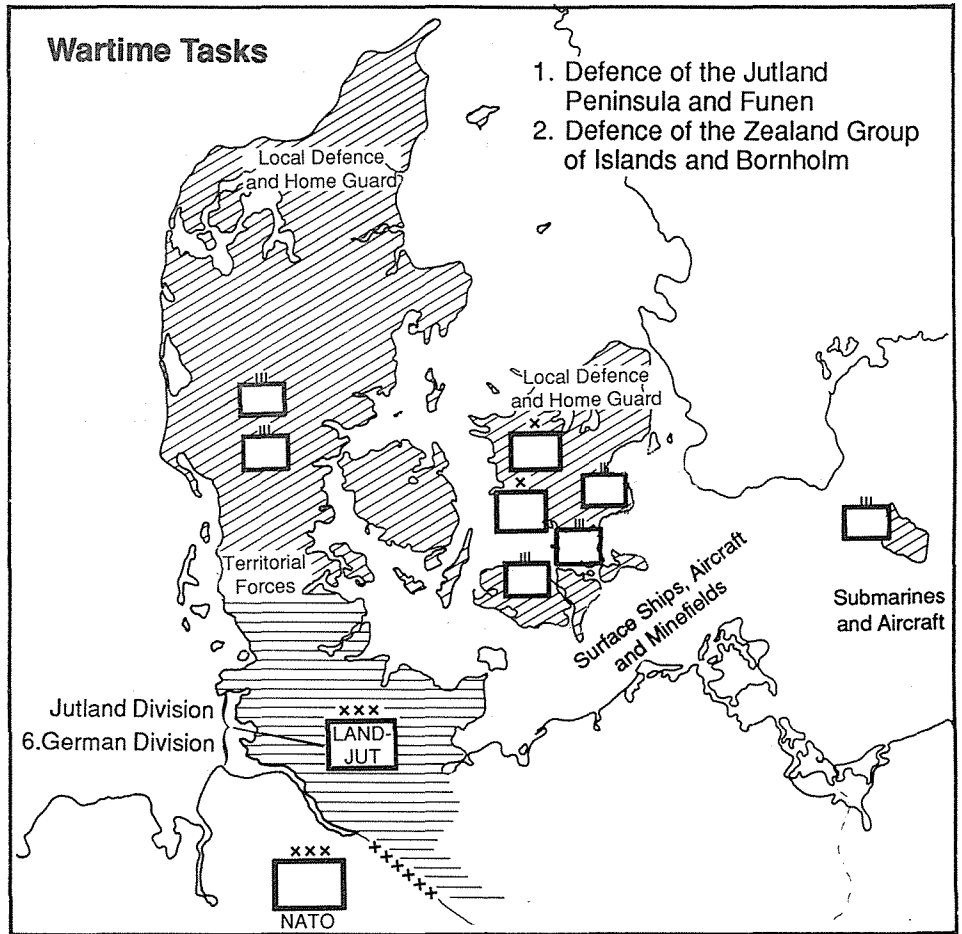 Wartime Tasks
1. Defence of the Jutland
Peninsula and Funen
2. Defence of the Zealand Group
of Islands and Bornholm
Local Defence
and Home Guard
Local Defence
and Home Guard
Territorial
Forces
Surface Ships, Aircraft
and Minefields
Submarines
and Aircraft
Jutland Division
6.German Division
×××
LAND-
JUT
×××
NATO